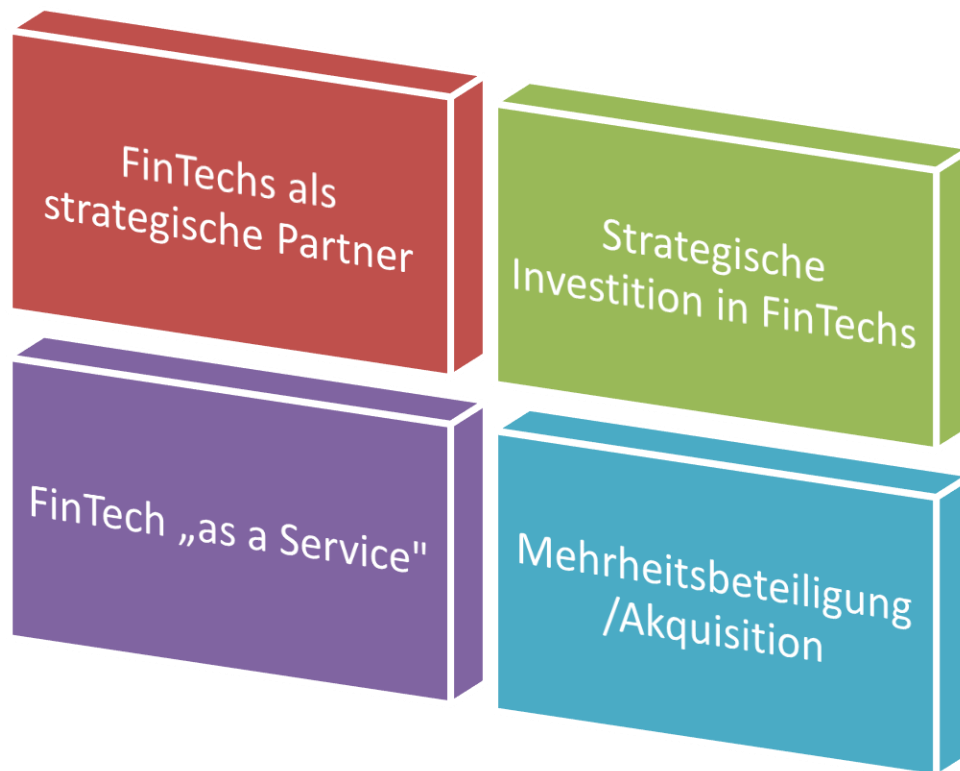 FinTechs als
strategische Partner
Strategische
Investition in FinTechs
FinTech „as a Service"
Mehrheitsbeteiligung
/Akquisition